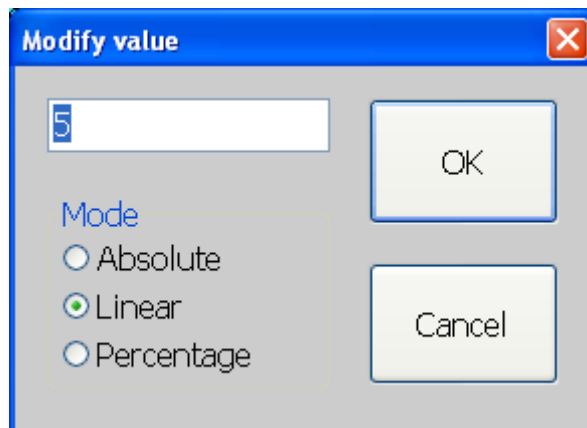 Modify value
5
OK
Mode
Absolute
Linear
Percentage
Cancel